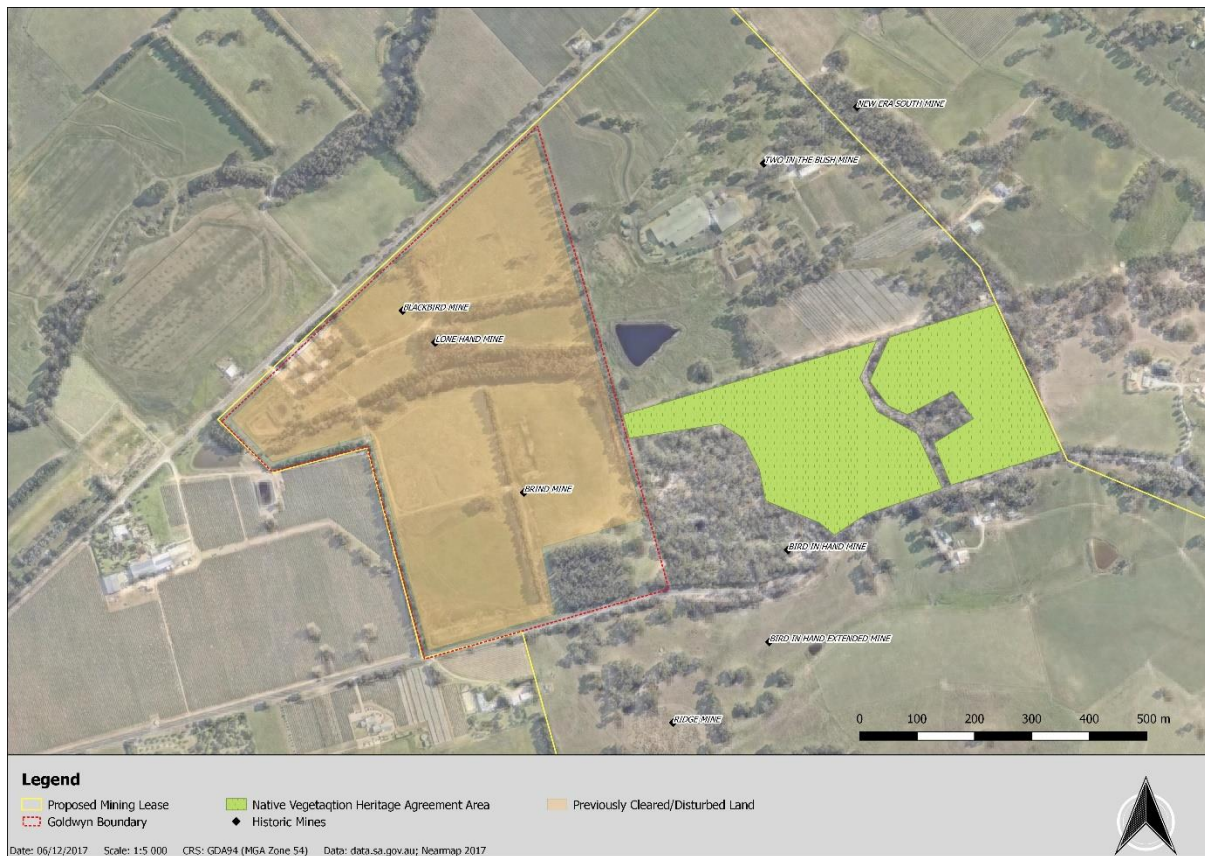 NEW ERA SOUTH MINE
TWO IN THE BUSH MINE
BLACKBIRD MINE
LONE HAND MINE
BRIND MINE
BIRD IN HAND MINE
BIRD IN HAND EXTENDED MINE
RIDGE MINE
0 100 200 300 400 500 m
Legend
Proposed Mining Lease
Native Vegetaqtion Heritage Agreement Area
Previously Cleared/Disturbed Land
Goldwyn Boundary
Historic Mines
Date: 06/12/2017 Scale: 1:5 000 CRS: GDA94 (MGA Zone 54) Data: data.sa.gov.au; Nearmap 2017